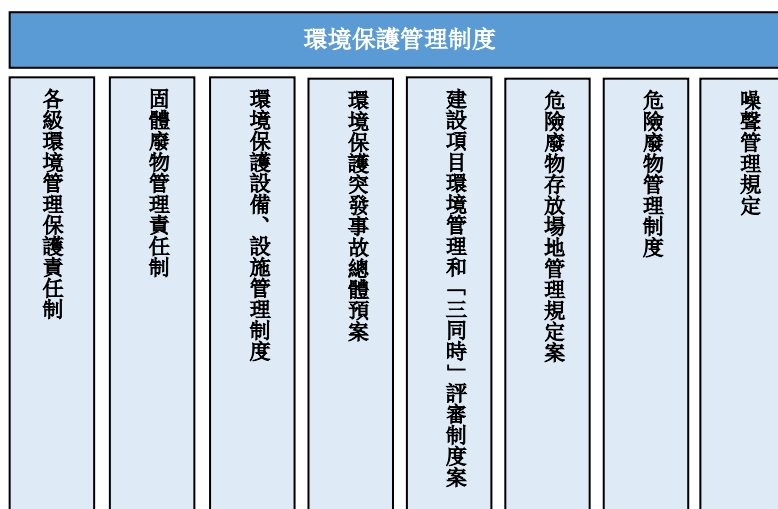 環境保護管理制度
各級環境管理保護責任制
固體廢物管理責任制
環境保護設備、設施管理制度
環境保護突發事故總體預案
建設項目環境管理和「三同時」評審制度案
危險廢物存放場地管理規定案
危險廢物管理制度
噪聲管理規定